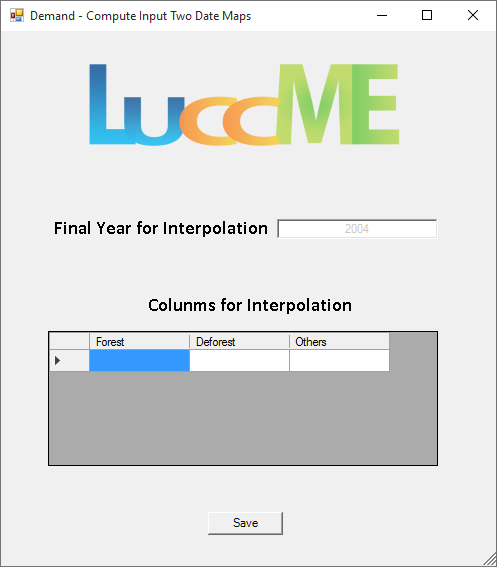 Demand - Compute Input Two Date Maps
LuccME
Final Year for Interpolation 2004
Colunms for Interpolation
Forest Deforest Others
Save